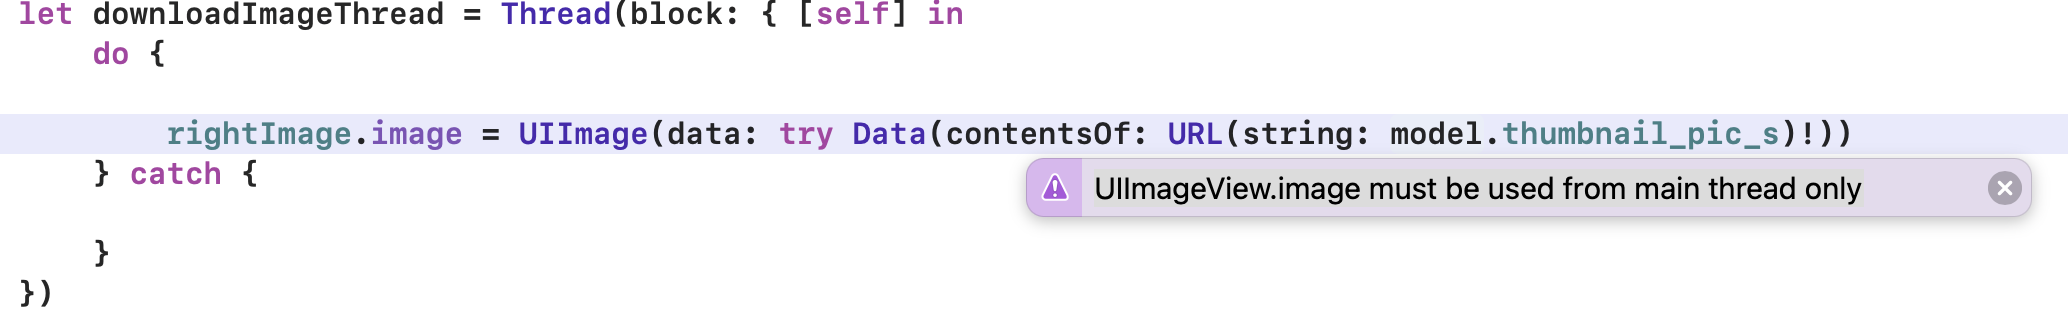 let downloadImageThread = Thread(block: { [self] in
do {
rightImage.image = UIImage(data: try Data(contentsOf: URL(string: model.thumbnail_pic_s)!))
} catch {
UIImageView.image must be used from main thread only
}
})